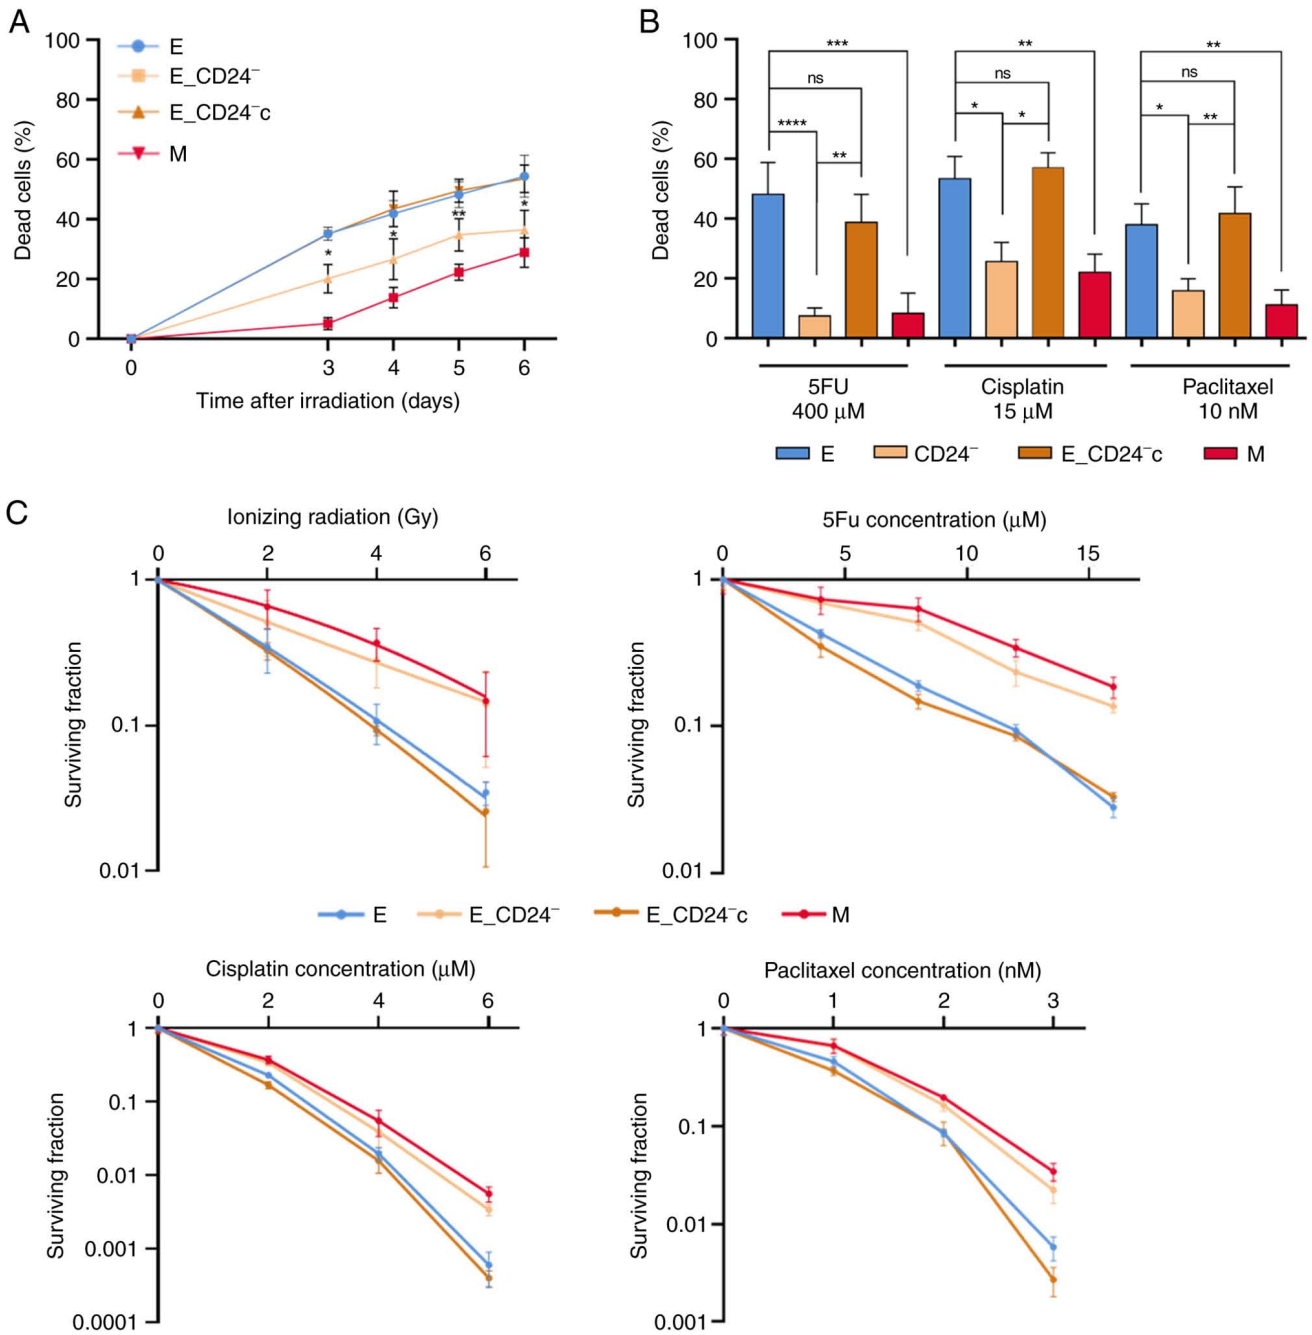 A
100
80
60
40
20
0
Dead cells (%)
E
E_CD24⁻
E_CD24⁻c
M
*
*
**
*
0 3 4 5 6
Time after irradiation (days)
B
100
80
60
40
20
0
Dead cells (%)
*** ** **
ns ns ns
**** * * * **
**
5FU Cisplatin Paclitaxel
400 μM 15 μM 10 nM
E CD24⁻ E_CD24⁻c M
C
Ionizing radiation (Gy)
0 2 4 6
1
0.1
0.01
Surviving fraction
5Fu concentration (μM)
0 5 10 15
1
0.1
0.01
Surviving fraction
E E_CD24⁻ E_CD24⁻c M
Cisplatin concentration (μM)
0 2 4 6
1
0.1
0.01
0.001
0.0001
Surviving fraction
Paclitaxel concentration (nM)
0 1 2 3
1
0.1
0.01
0.001
Surviving fraction